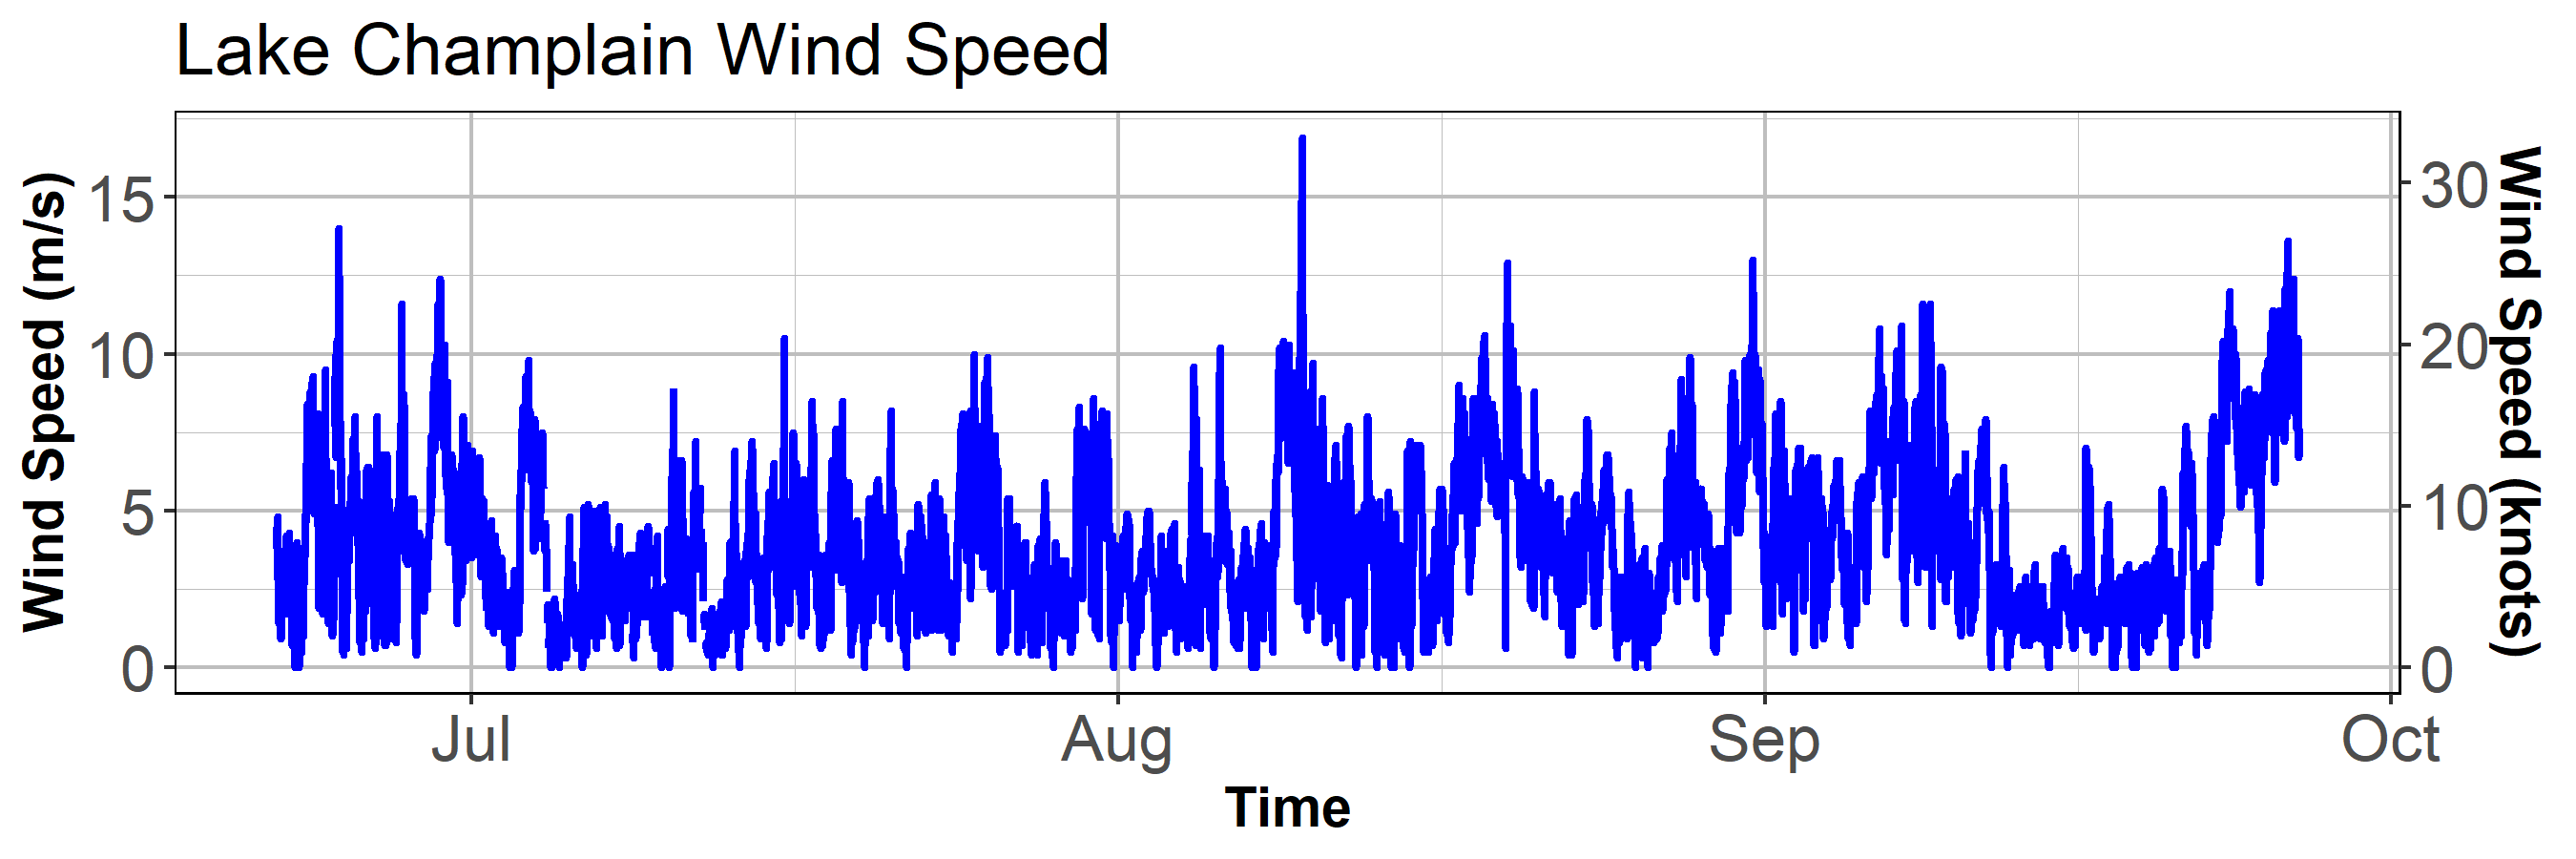 Lake Champlain Wind Speed
Wind Speed (m/s)
15
10
5
0
30
20
10
0
Wind Speed (knots)
Jul
Aug
Sep
Oct
Time